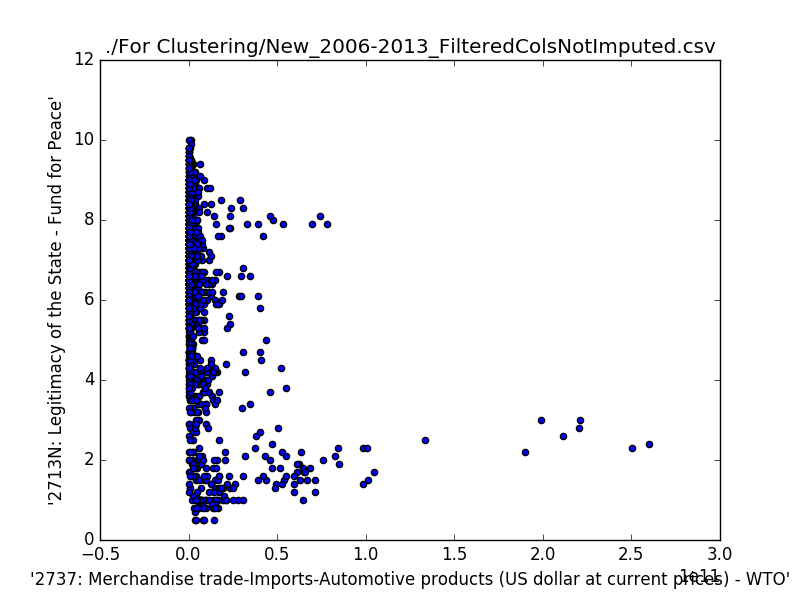 ./For Clustering/New_2006-2013_FilteredColsNotImputed.csv
12
10
8
6
4
2
0
'2713N: Legitimacy of the State - Fund for Peace'
−0.5 0.0 0.5 1.0 1.5 2.0 2.5 3.0
1e11
'2737: Merchandise trade-Imports-Automotive products (US dollar at current prices) - WTO'